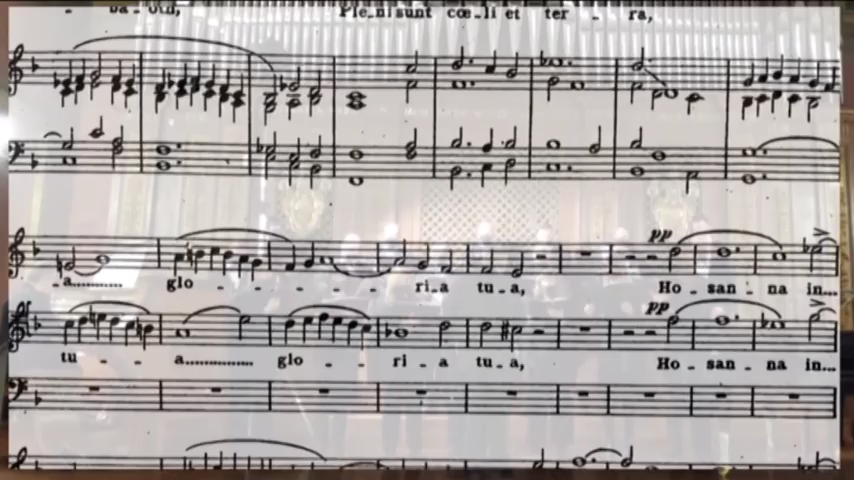 Ple_ni sunt cœ_li et ter - ra,
pp
_a........... glo - - - - - ri_a tu_a, Ho - san - na in...
pp
tu - - a................ glo - - ri - a tu_a, Ho - san - na in...